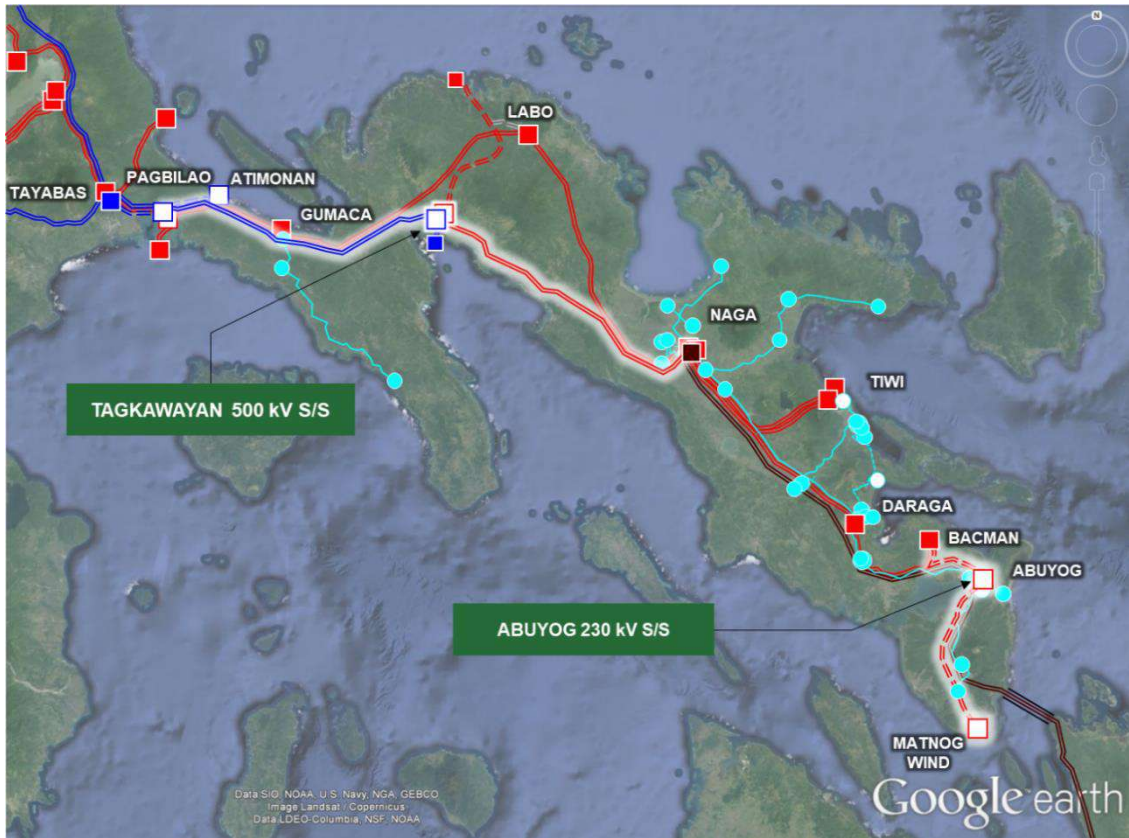 N
LABO
TAYABAS
PAGBILAO
ATIMONAN
GUMACA
NAGA
TAGKAWAYAN 500 kV S/S
TIWI
DARAGA
BACMAN
ABUYOG
ABUYOG 230 kV S/S
MATNOG
WIND
Data SIO, NOAA, U.S. Navy, NGA, GEBCO
Image Landsat / Copernicus
Data LDEO-Columbia, NSF, NOAA
Google earth